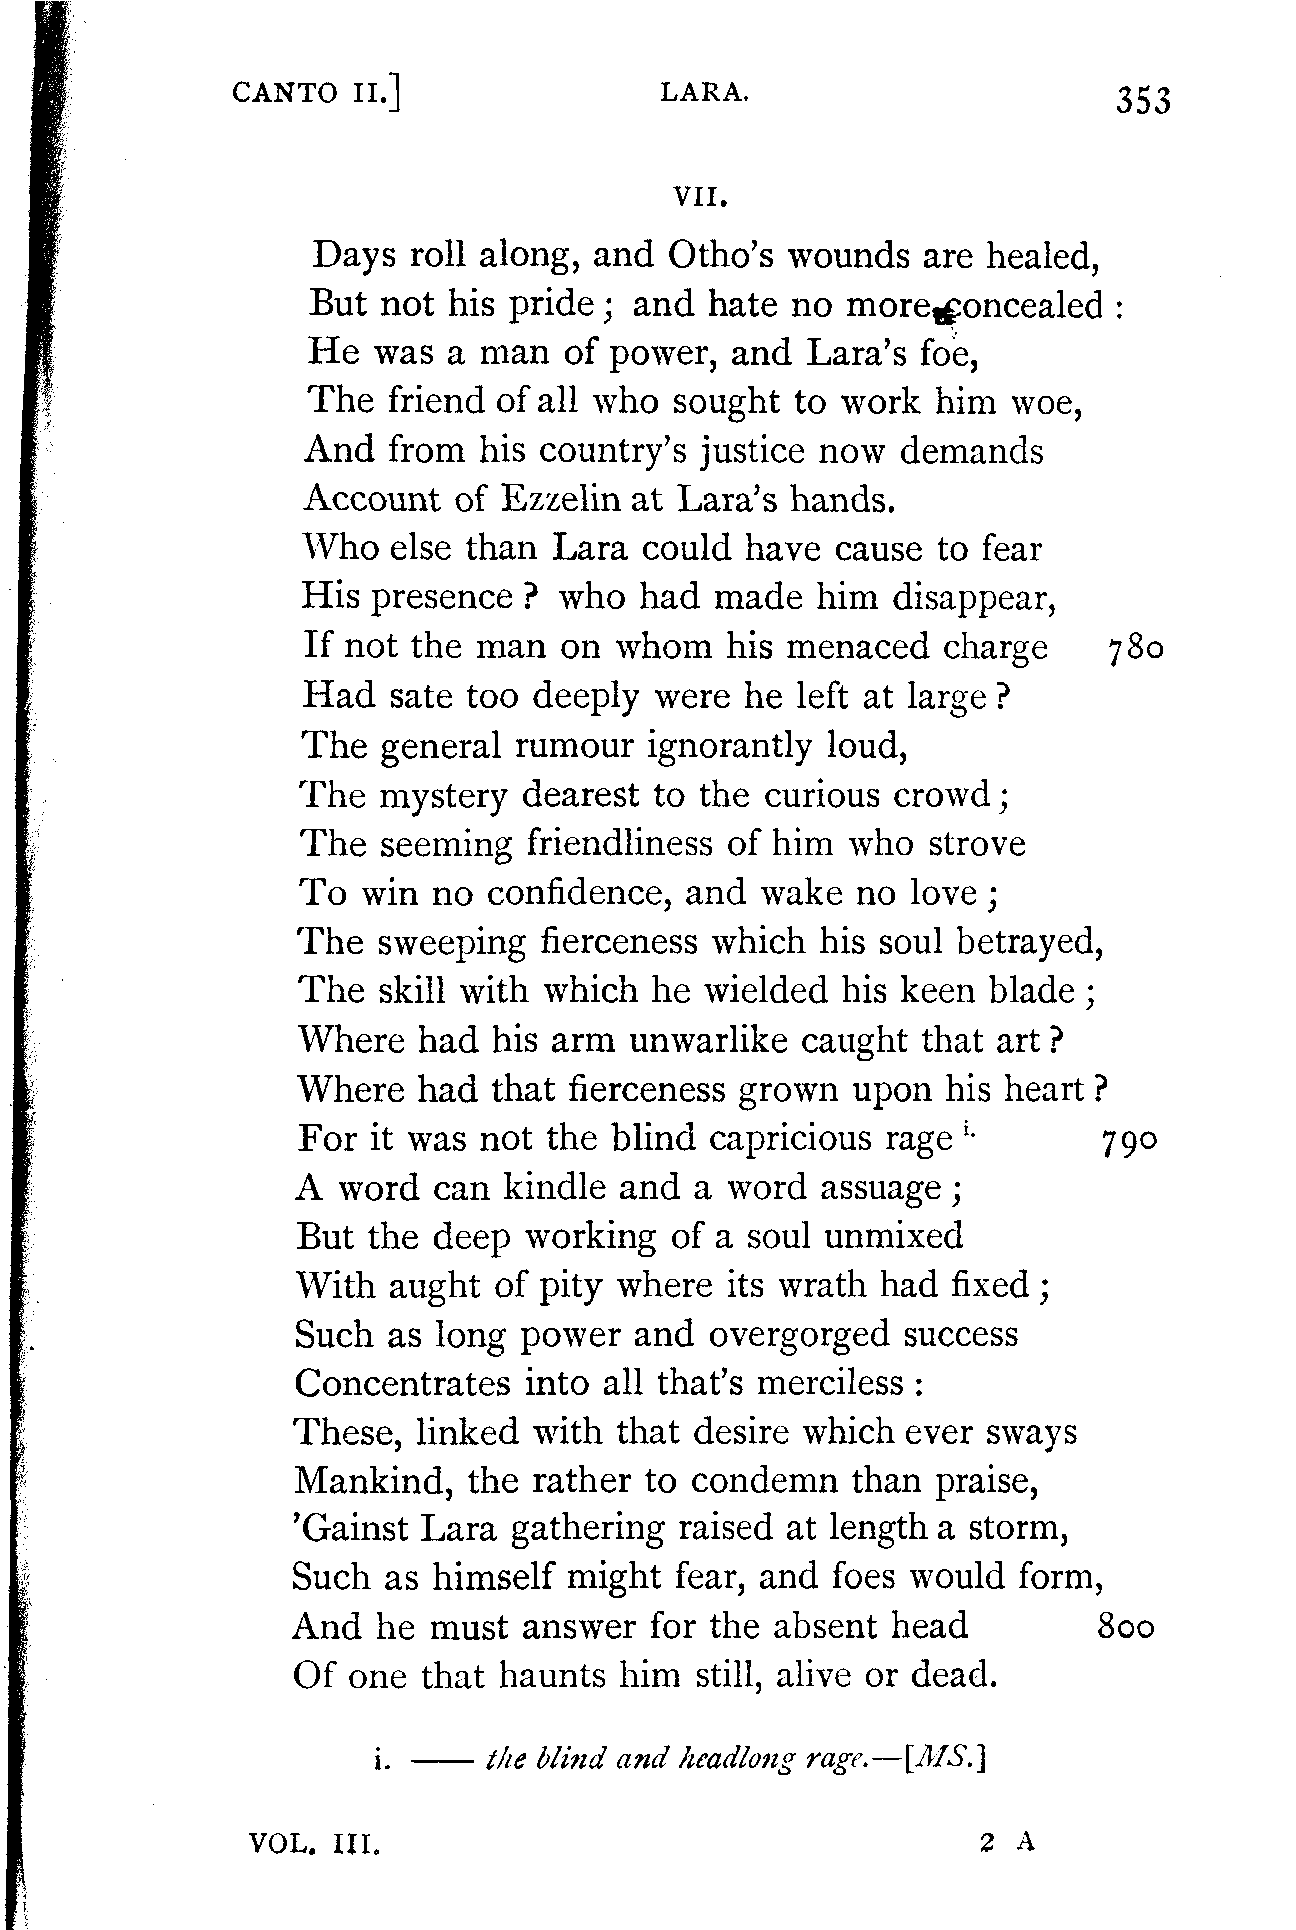 CANTO II.] LARA. 353
VII.
Days roll along, and Otho's wounds are healed,
But not his pride; and hate no more concealed:
He was a man of power, and Lara's foe,
The friend of all who sought to work him woe,
And from his country's justice now demands
Account of Ezzelin at Lara's hands.
Who else than Lara could have cause to fear
His presence? who had made him disappear,
If not the man on whom his menaced charge 780
Had sate too deeply were he left at large?
The general rumour ignorantly loud,
The mystery dearest to the curious crowd;
The seeming friendliness of him who strove
To win no confidence, and wake no love;
The sweeping fierceness which his soul betrayed,
The skill with which he wielded his keen blade;
Where had his arm unwarlike caught that art?
Where had that fierceness grown upon his heart?
For it was not the blind capricious rage i. 790
A word can kindle and a word assuage;
But the deep working of a soul unmixed
With aught of pity where its wrath had fixed;
Such as long power and overgorged success
Concentrates into all that's merciless:
These, linked with that desire which ever sways
Mankind, the rather to condemn than praise,
'Gainst Lara gathering raised at length a storm,
Such as himself might fear, and foes would form,
And he must answer for the absent head 800
Of one that haunts him still, alive or dead.
i. —— the blind and headlong rage.—[MS.]
VOL. III. 2 A